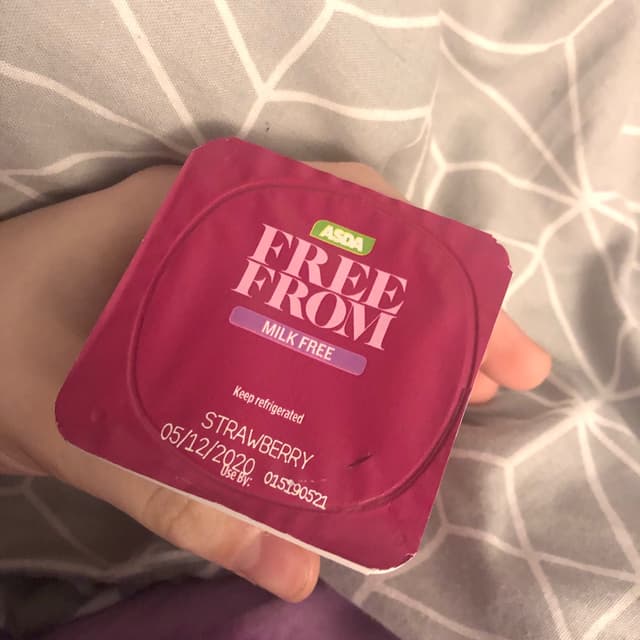 ASDA
FREE
FROM
MILK FREE
Keep refrigerated
STRAWBERRY
05/12/2020
Use By: 015190521